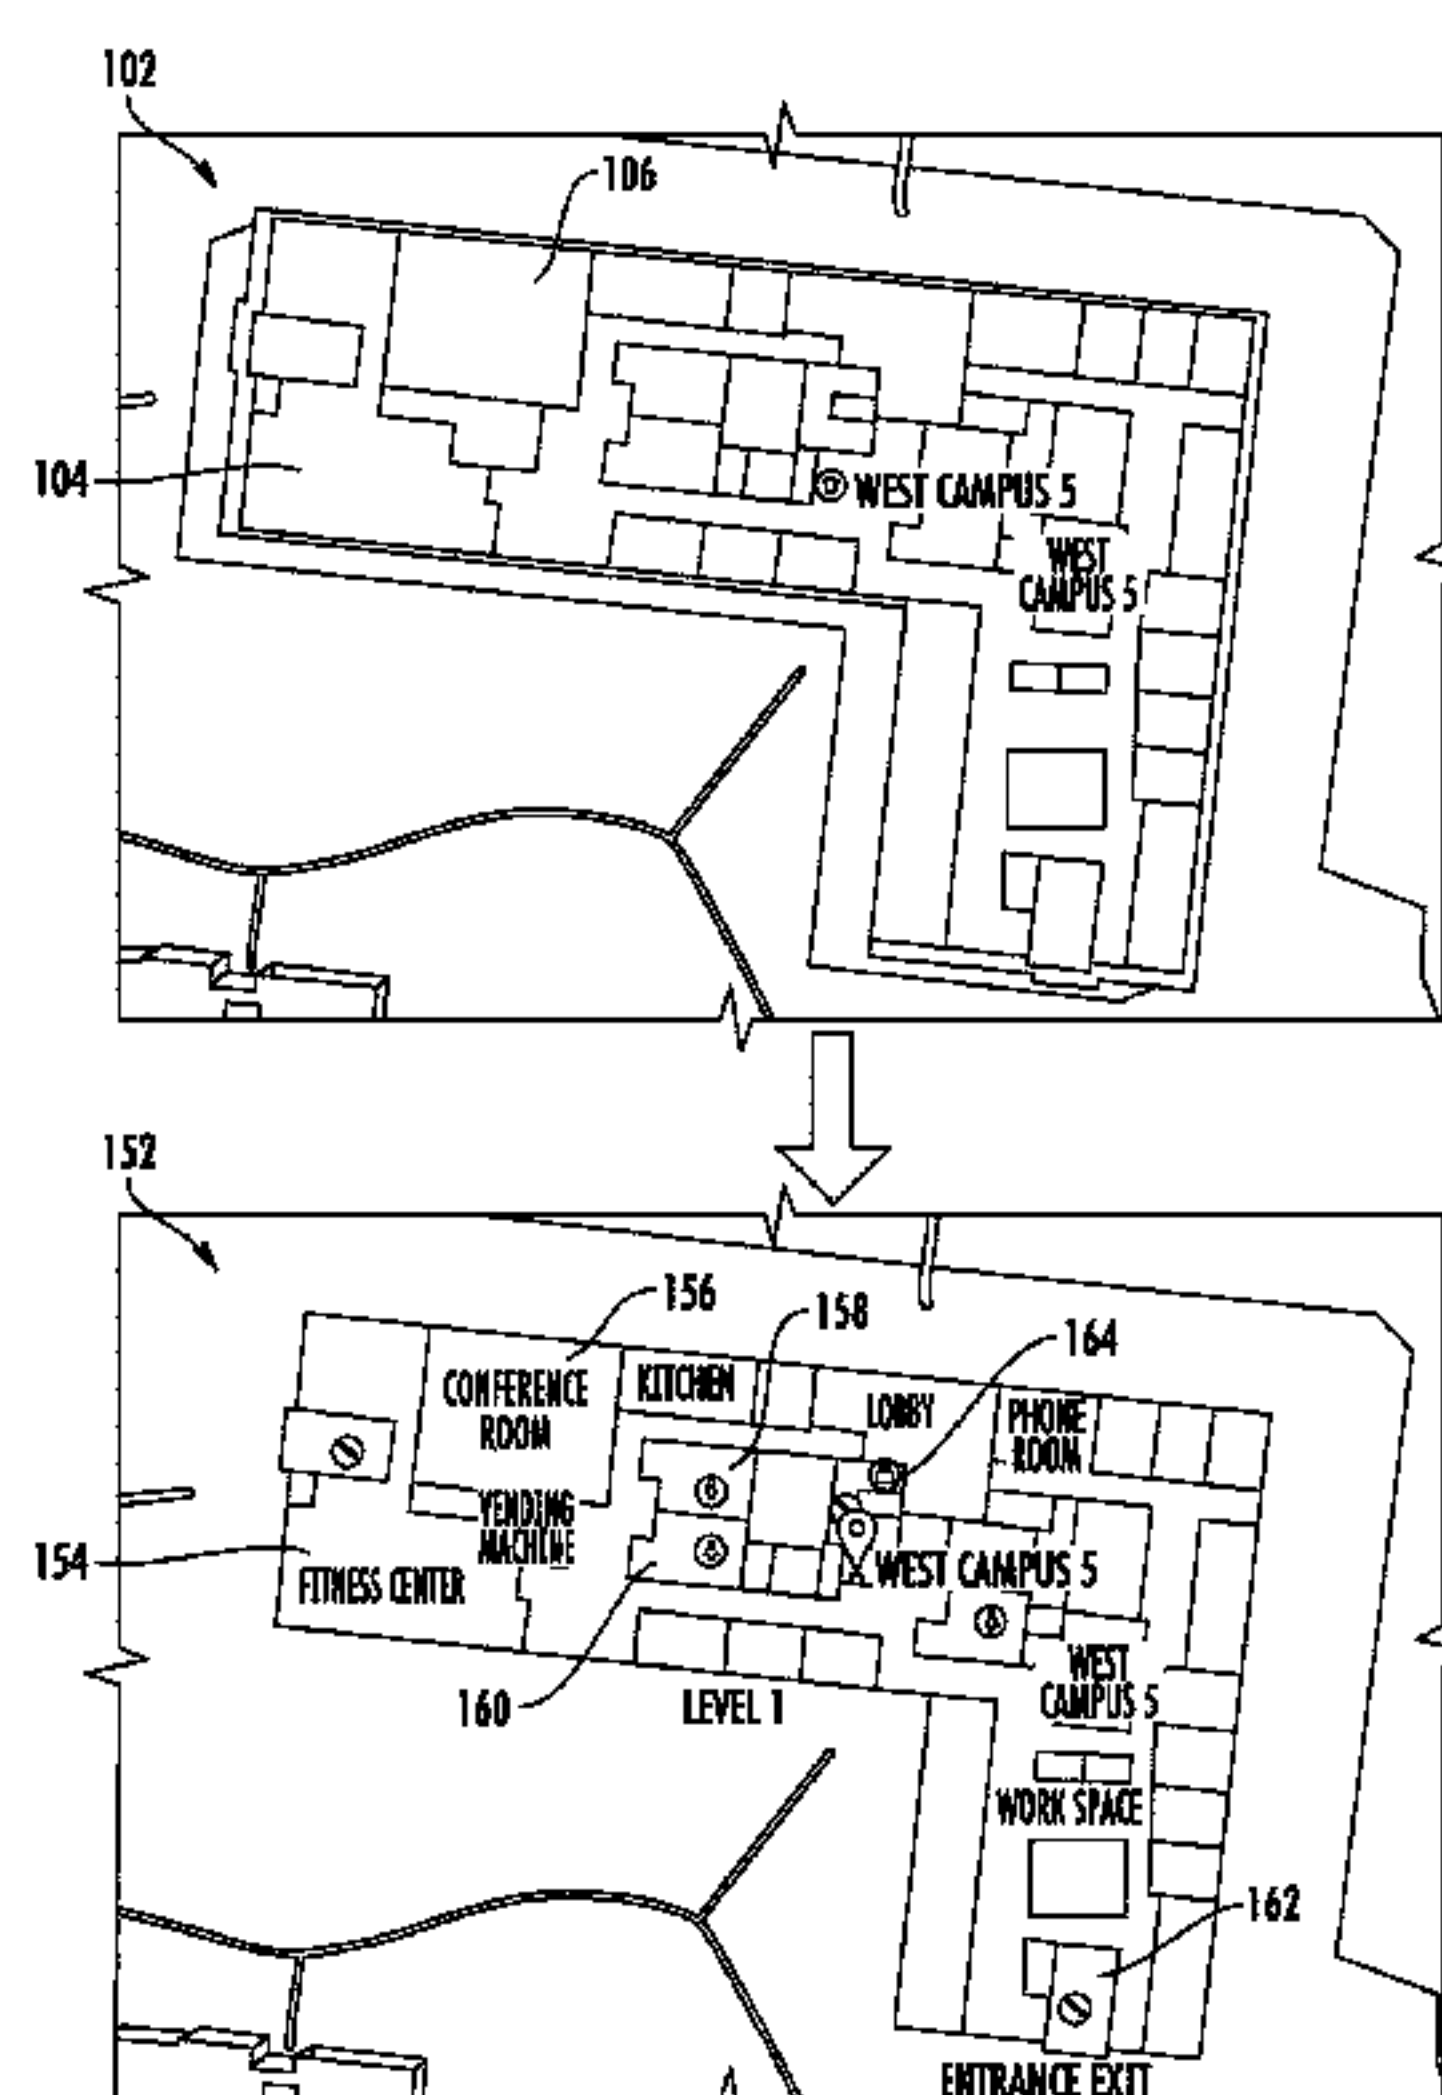 102
106
104
WEST CAMPUS 5
WEST
CAMPUS 5
152
156
158
164
CONFERENCE
ROOM
KITCHEN
LOBBY
PHONE
ROOM
VENDING
MACHINE
154
FITNESS CENTER
WEST CAMPUS 5
WEST
CAMPUS 5
160
LEVEL 1
WORK SPACE
162
ENTRANCE EXIT